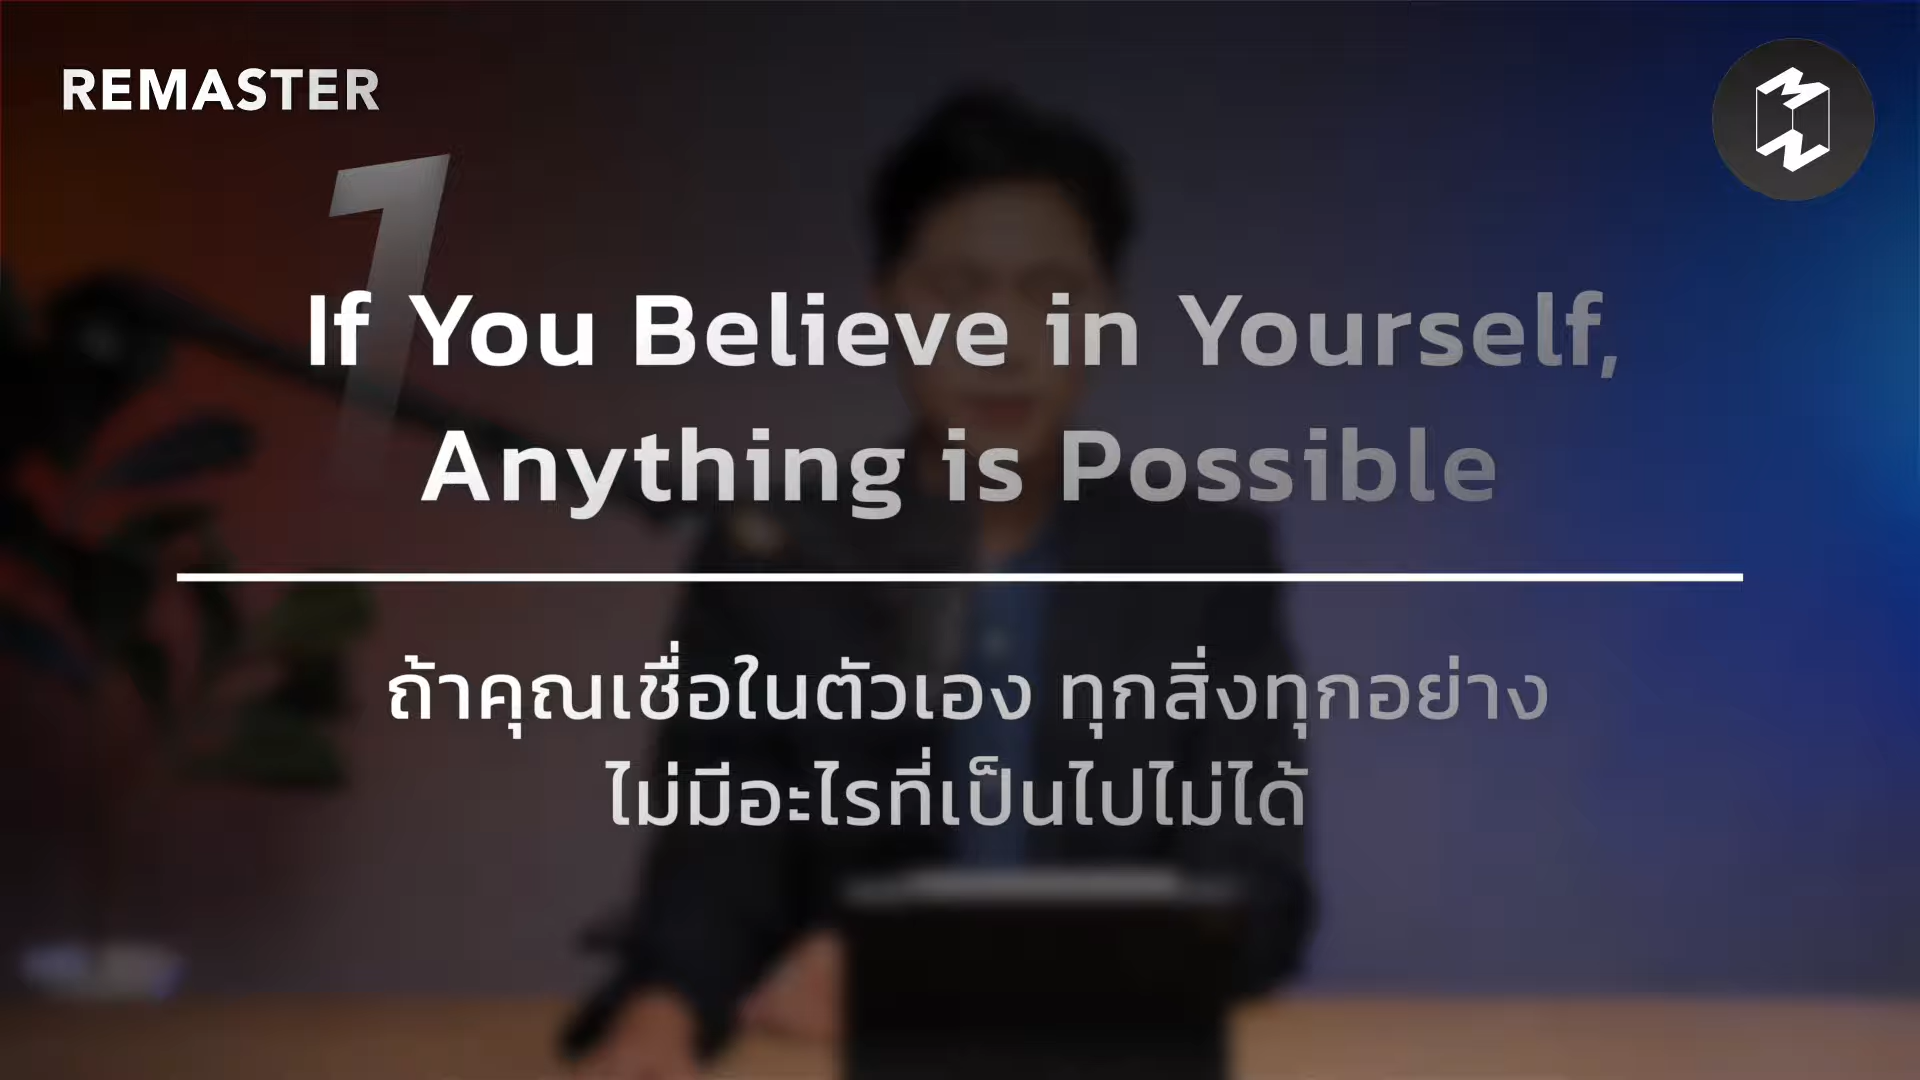 REMASTER
1
If You Believe in Yourself,
Anything is Possible
ถ้าคุณเชื่อในตัวเอง ทุกสิ่งทุกอย่าง
ไม่มีอะไรที่เป็นไปไม่ได้